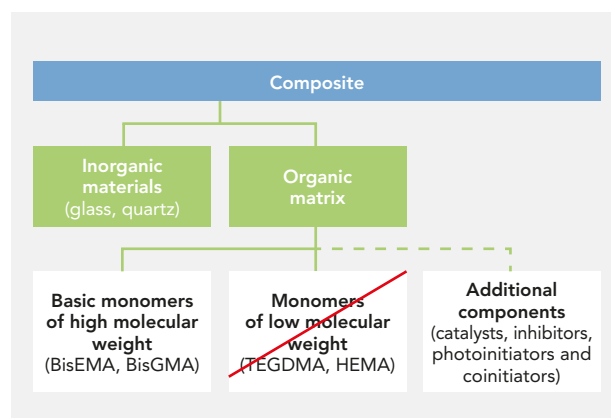 Composite
Inorganic
materials
(glass, quartz)
Organic
matrix
Basic monomers
of high molecular
weight
(BisEMA, BisGMA)
Monomers
of low molecular
weight
(TEGDMA, HEMA)
Additional
components
(catalysts, inhibitors,
photoinitiators and
coinitiators)